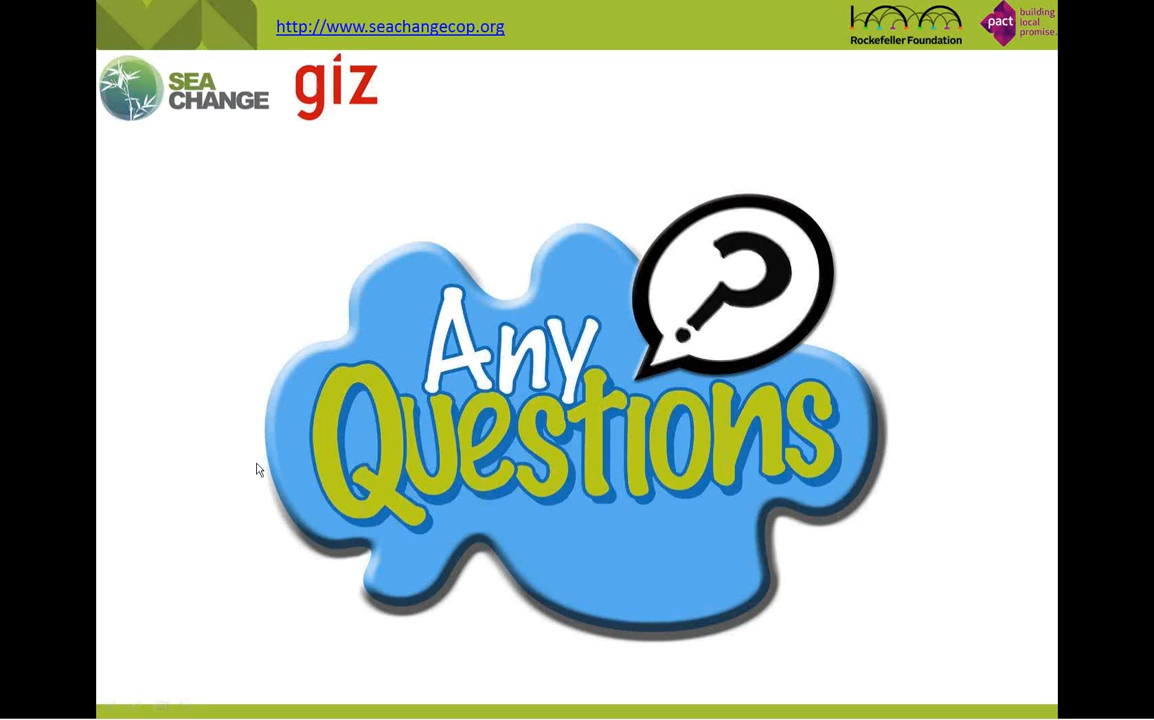 http://www.seachangecop.org
Rockefeller Foundation
pact
building
local
promise.
SEA
CHANGE
giz
Any
Questions
?